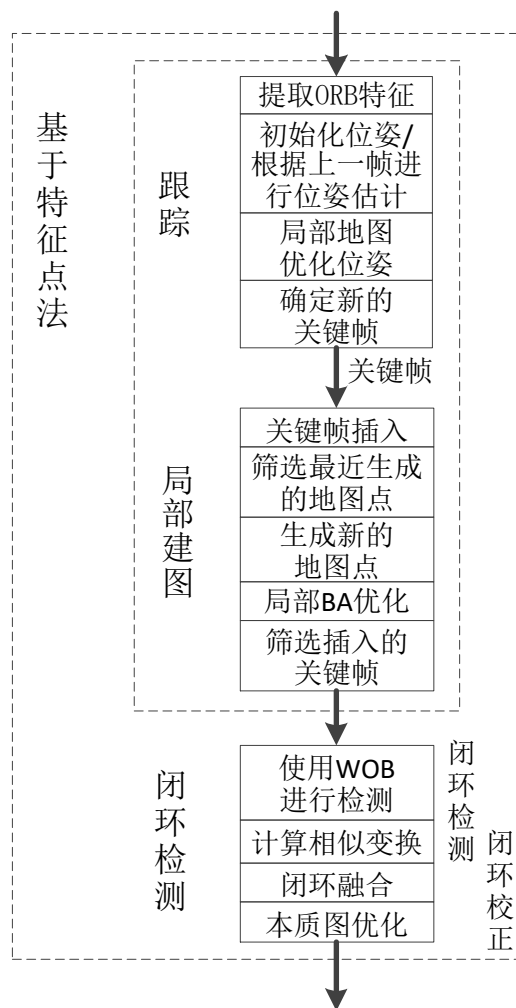 基于特征点法
跟踪
提取ORB特征
初始化位姿/
根据上一帧进
行位姿估计
局部地图
优化位姿
确定新的
关键帧
关键帧
局部建图
关键帧插入
筛选最近生成
的地图点
生成新的
地图点
局部BA优化
筛选插入的
关键帧
闭环检测
使用WOB
进行检测
计算相似变换
闭环融合
本质图优化
闭环检测
闭环校正